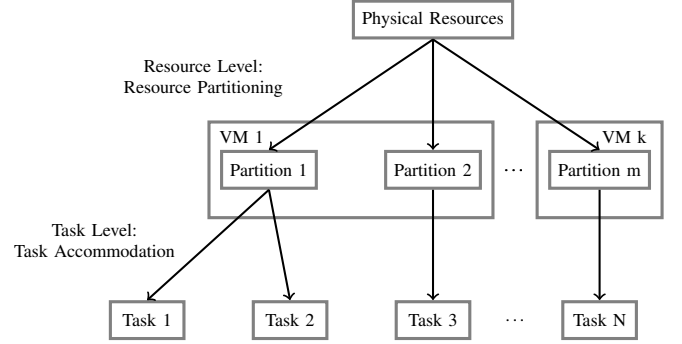 Physical Resources
Resource Level:
Resource Partitioning
VM 1
VM k
Partition 1
Partition 2
...
Partition m
Task Level:
Task Accommodation
Task 1
Task 2
Task 3
...
Task N